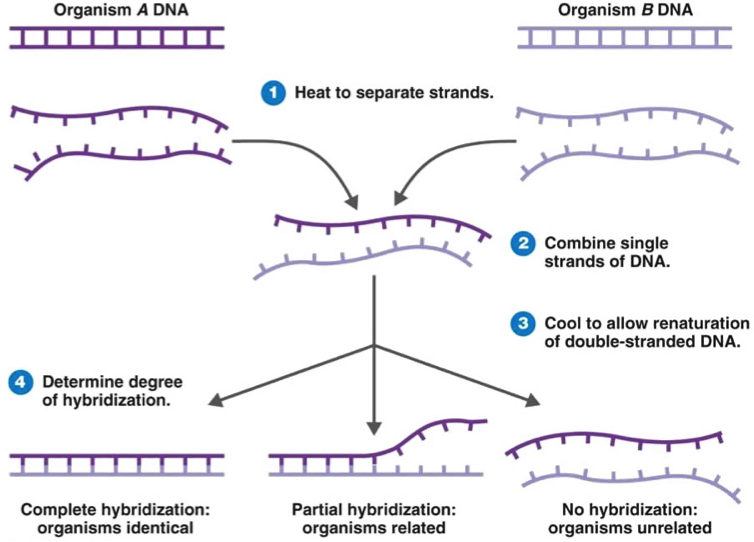 Organism A DNA
Organism B DNA
1 Heat to separate strands.
2 Combine single
strands of DNA.
3 Cool to allow renaturation
of double-stranded DNA.
4 Determine degree
of hybridization.
Complete hybridization:
organisms identical
Partial hybridization:
organisms related
No hybridization:
organisms unrelated